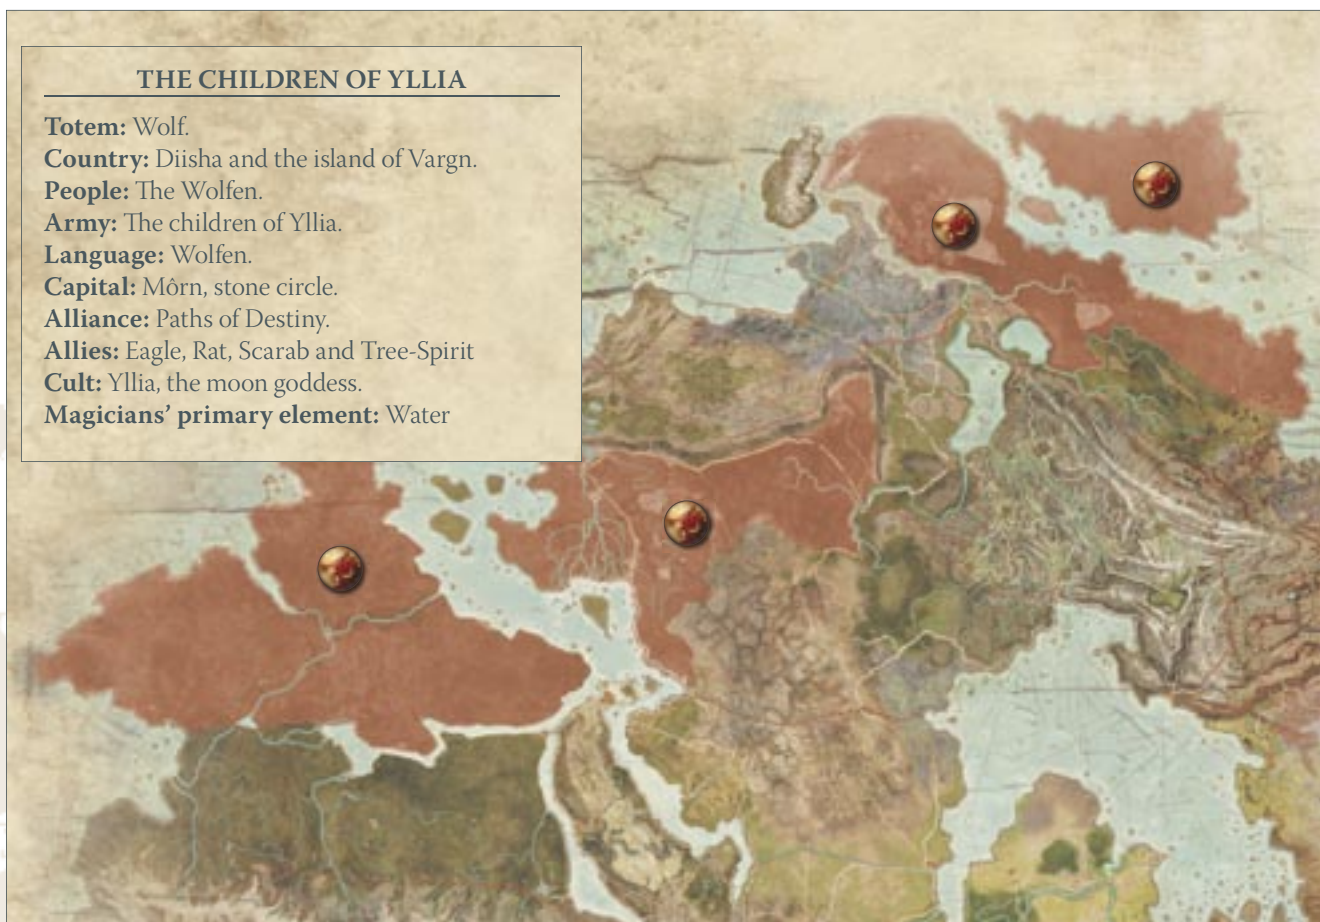 THE CHILDREN OF YLLIA
Totem: Wolf.
Country: Diisha and the island of Vargn.
People: The Wolfen.
Army: The children of Yllia.
Language: Wolfen.
Capital: Môrn, stone circle.
Alliance: Paths of Destiny.
Allies: Eagle, Rat, Scarab and Tree-Spirit
Cult: Yllia, the moon goddess.
Magicians’ primary element: Water